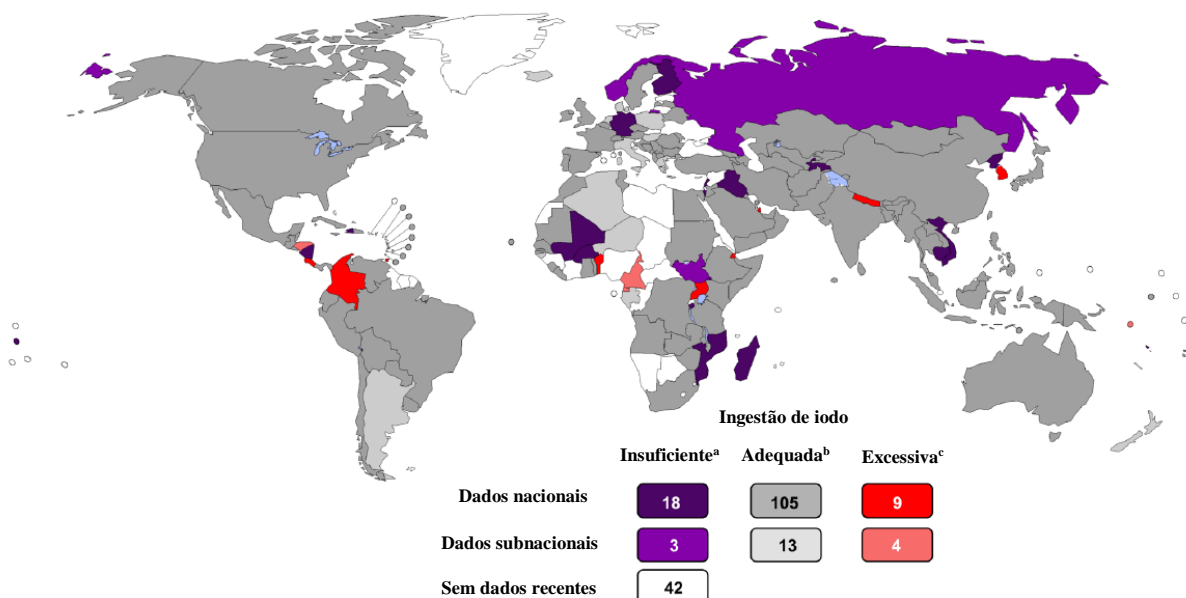 Ingestão de iodo
Insuficienteᵃ Adequadaᵇ Excessivaᶜ
Dados nacionais 18 105 9
Dados subnacionais 3 13 4
Sem dados recentes 42